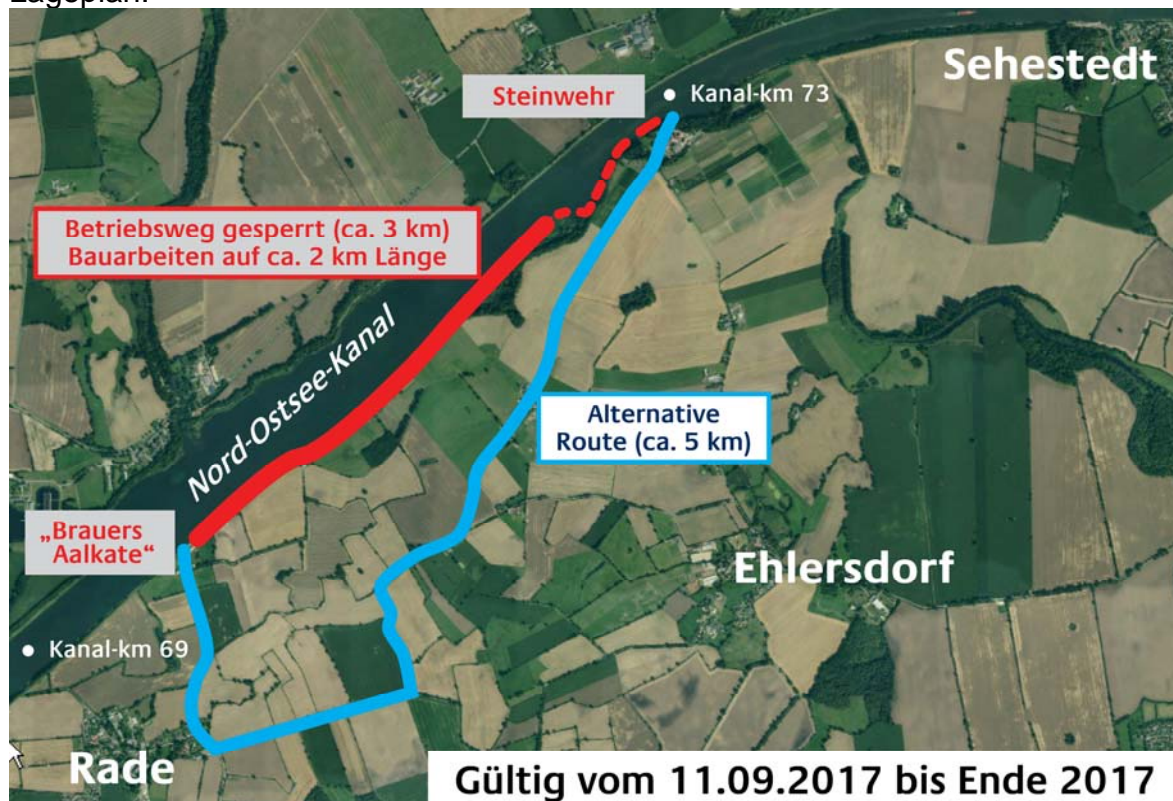 Lageplan:
Sehestedt
Steinwehr
Kanal-km 73
Betriebsweg gesperrt (ca. 3 km)
Bauarbeiten auf ca. 2 km Länge
Nord-Ostsee-Kanal
Alternative
Route (ca. 5 km)
„Brauers
Aalkate“
Ehlersdorf
Kanal-km 69
Rade
Gültig vom 11.09.2017 bis Ende 2017